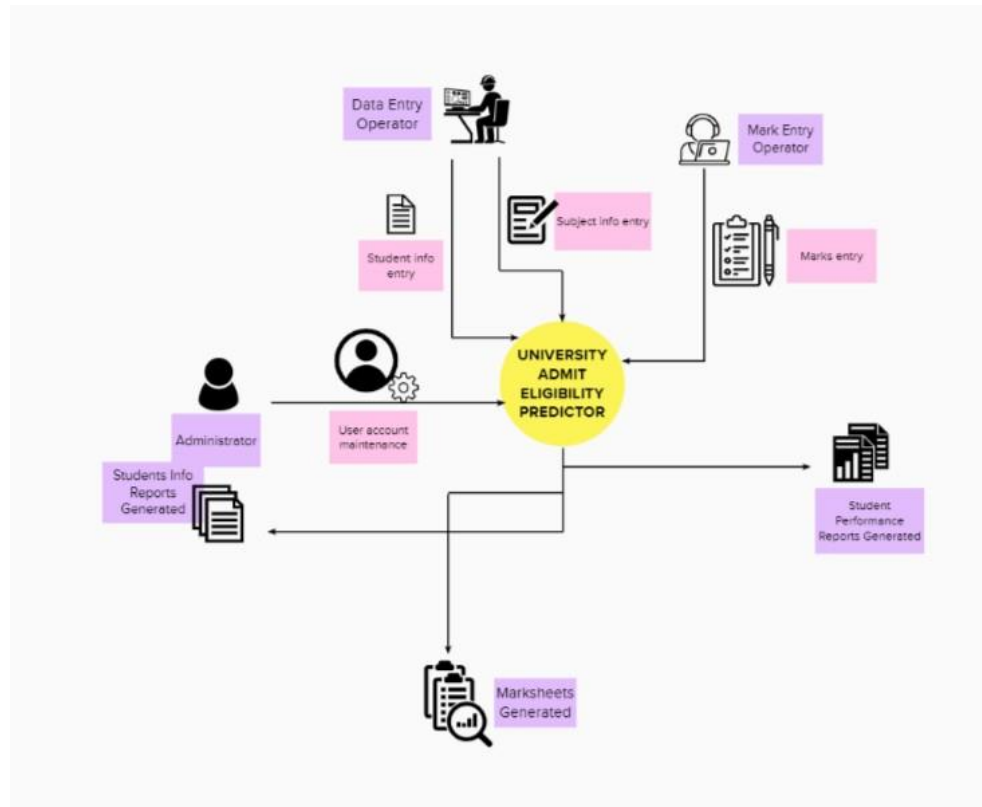 Data Entry
Operator
Mark Entry
Operator
Subject info entry
Student info
entry
Marks entry
UNIVERSITY
ADMIT
ELIGIBILITY
PREDICTOR
User account
maintenance
Administrator
Students Info
Reports
Generated
Student
Performance
Reports Generated
Marksheets
Generated